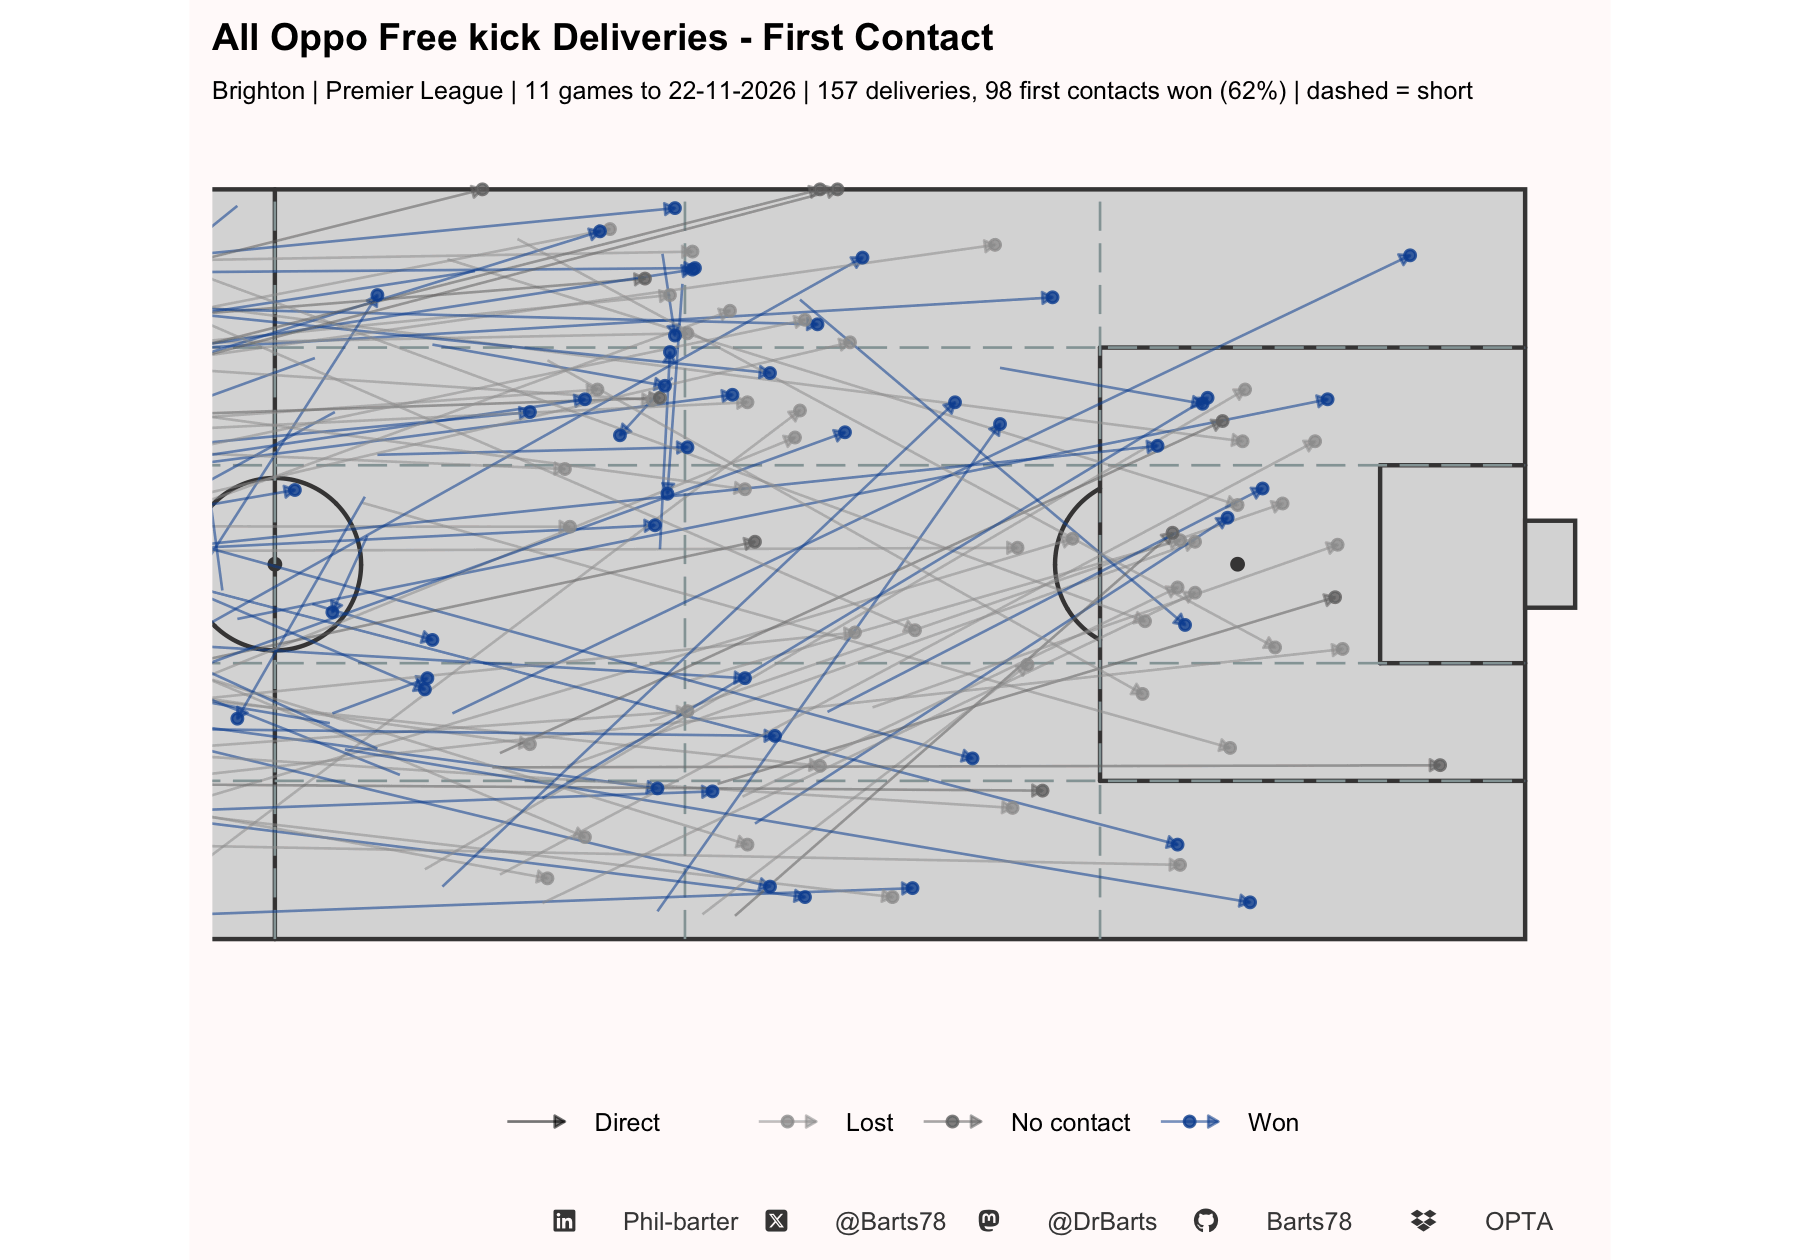 All Oppo Free kick Deliveries - First Contact
Brighton | Premier League | 11 games to 22-11-2026 | 157 deliveries, 98 first contacts won (62%) | dashed = short
Direct Lost No contact Won
Phil-barter @Barts78 @DrBarts Barts78 OPTA